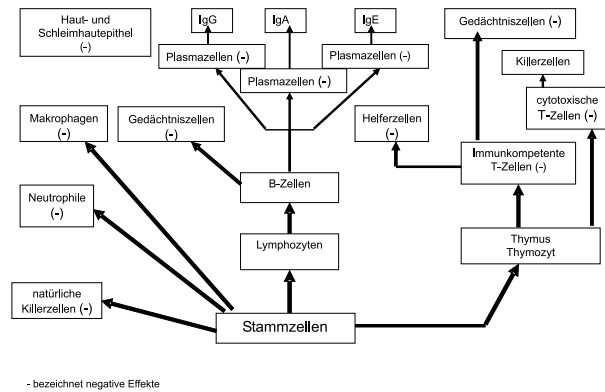 Haut- und
Schleimhautepithel
(-)
IgG
IgA
IgE
Gedächtniszellen (-)
Plasmazellen (-)
Plasmazellen (-)
Plasmazellen (-)
Killerzellen
cytotoxische
T-Zellen (-)
Makrophagen
(-)
Gedächtniszellen
(-)
Helferzellen
(-)
Immunkompetente
T-Zellen (-)
B-Zellen
Neutrophile
(-)
Lymphozyten
Thymus
Thymozyt
natürliche
Killerzellen (-)
Stammzellen
- bezeichnet negative Effekte